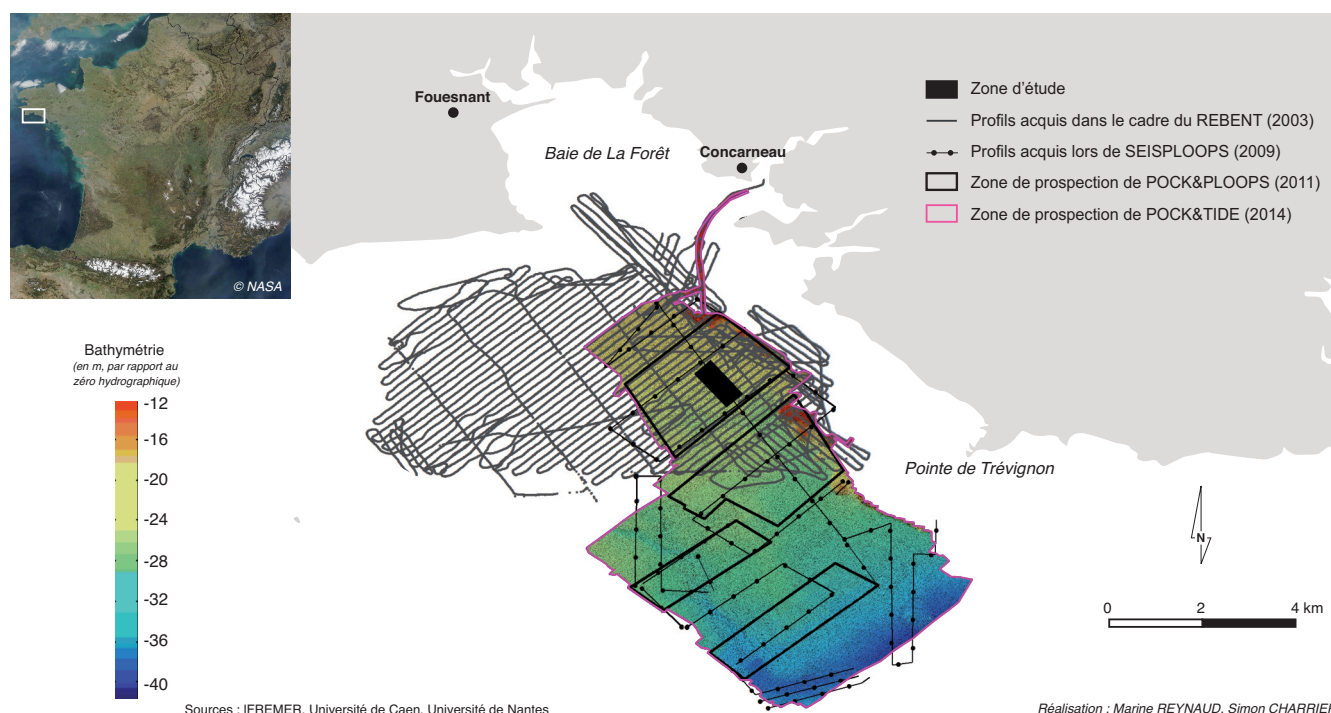 Fouesnant
Baie de La Forêt
Concarneau
Zone d'étude
Profils acquis dans le cadre du REBENT (2003)
Profils acquis lors de SEISPLOOPS (2009)
Zone de prospection de POCK&PLOOPS (2011)
Zone de prospection de POCK&TIDE (2014)
© NASA
Bathymétrie
(en m, par rapport au
zéro hydrographique)
-12
-16
-20
-24
-28
-32
-36
-40
Pointe de Trévignon
N
0 2 4 km
Sources : IFREMER, Université de Caen, Université de Nantes
Réalisation : Marine REYNAUD, Simon CHARRIE